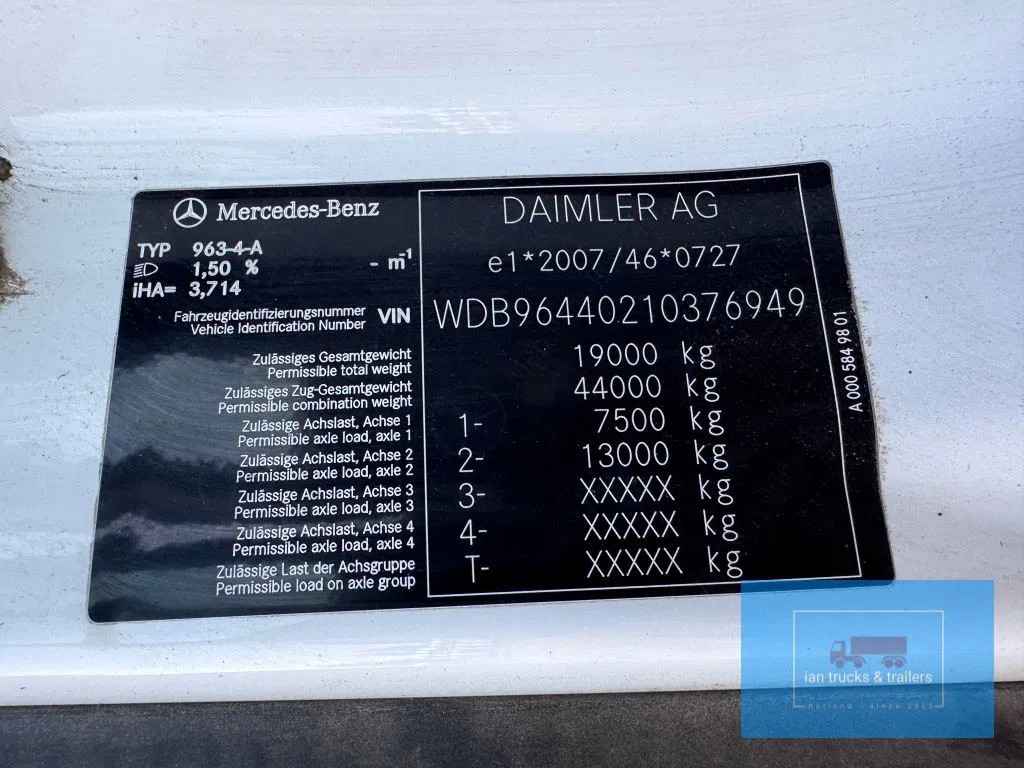 Mercedes-Benz
TYP 963-4-A
1,50 % - m-1
iHA= 3,714
Fahrzeugidentifizierungsnummer
Vehicle Identification Number VIN
Zulässiges Gesamtgewicht
Permissible total weight
Zulässiges Zug-Gesamtgewicht
Permissible combination weight
Zulässige Achslast, Achse 1
Permissible axle load, axle 1
Zulässige Achslast, Achse 2
Permissible axle load, axle 2
Zulässige Achslast, Achse 3
Permissible axle load, axle 3
Zulässige Achslast, Achse 4
Permissible axle load, axle 4
Zulässige Last der Achsgruppe
Permissible load on axle group
DAIMLER AG
e1*2007/46*0727
WDB96440210376949
19000 kg
44000 kg
1- 7500 kg
2- 13000 kg
3- XXXXX kg
4- XXXXX kg
T- XXXXX kg
A 000 584 98 01
ian trucks & trailers